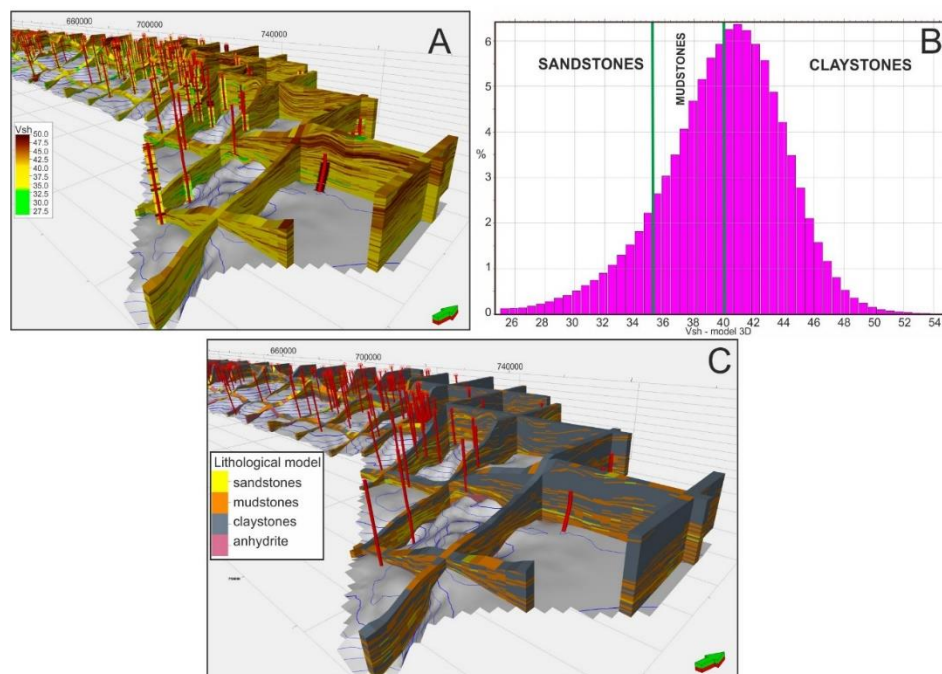 660000
700000
740000
A
Vsh
50.0
47.5
45.0
42.5
40.0
37.5
35.0
32.5
30.0
27.5
B
SANDSTONES
MUDSTONES
CLAYSTONES
6
5
4
%
3
2
1
0
26 28 30 32 34 36 38 40 42 44 46 48 50 52 54
Vsh - model 3D
660000
700000
740000
C
Lithological model
sandstones
mudstones
claystones
anhydrite